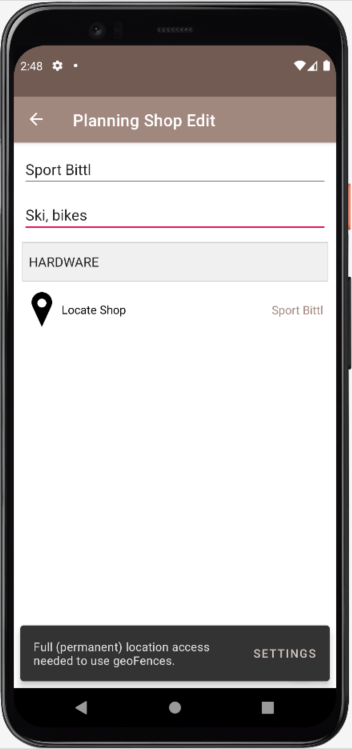 2:48
Planning Shop Edit
Sport Bittl
Ski, bikes
HARDWARE
Locate Shop Sport Bittl
Full (permanent) location access
needed to use geoFences.
SETTINGS